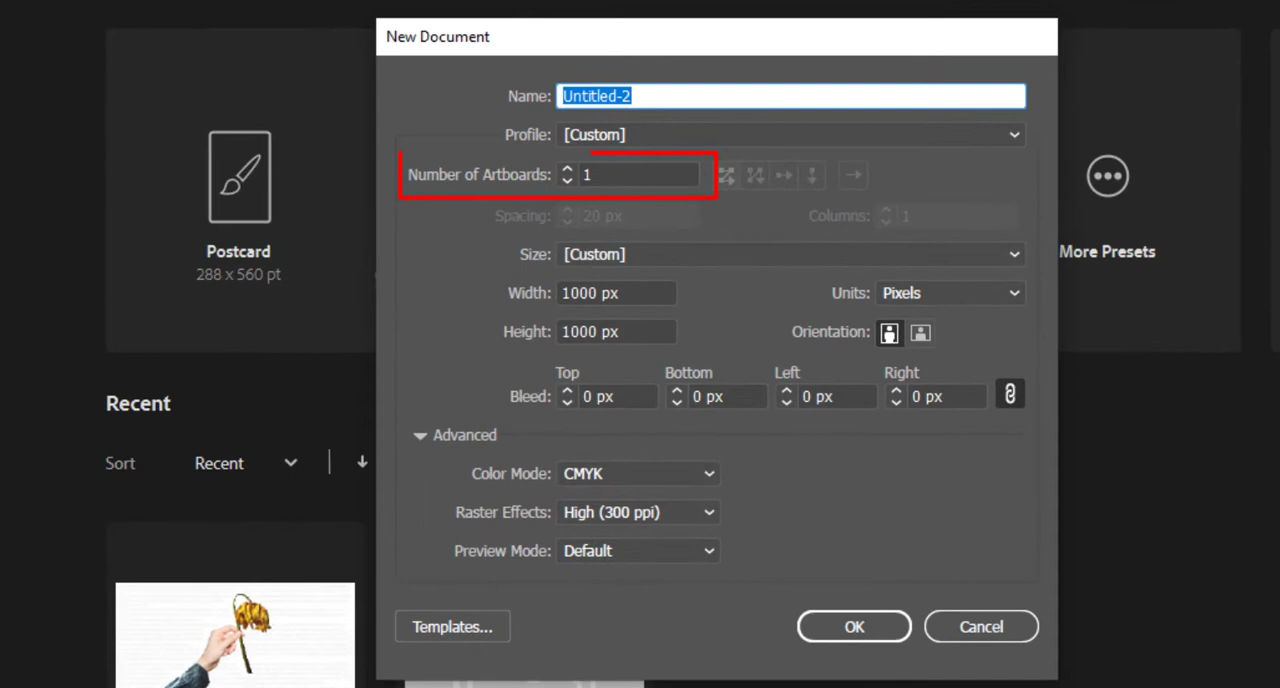 New Document
Name: Untitled-2
Profile: [Custom]
Number of Artboards: 1
Spacing: 20 px Columns: 1
Size: [Custom]
Width: 1000 px Units: Pixels
Height: 1000 px Orientation:
Top Bottom Left Right
Bleed: 0 px 0 px 0 px 0 px
Advanced
Color Mode: CMYK
Raster Effects: High (300 ppi)
Preview Mode: Default
Templates... OK Cancel
Postcard
288 x 560 pt
More Presets
Recent
Sort Recent